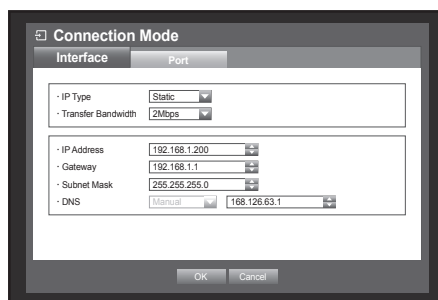 Connection Mode
Interface Port
· IP Type Static
· Transfer Bandwidth 2Mbps
· IP Address 192.168.1.200
· Gateway 192.168.1.1
· Subnet Mask 255.255.255.0
· DNS Manual 168.126.63.1
OK Cancel